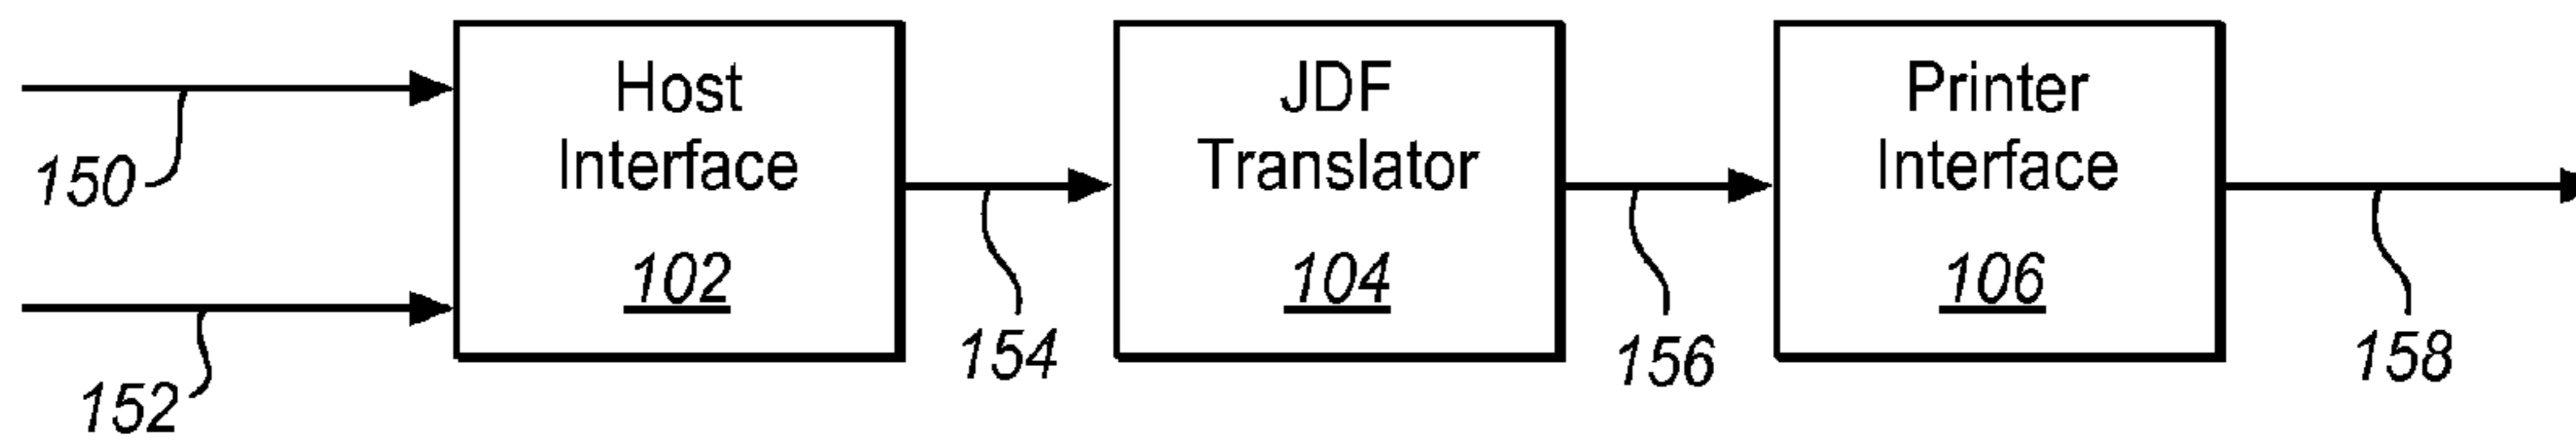 Host
Interface
102
JDF
Translator
104
Printer
Interface
106
150
152
154
156
158